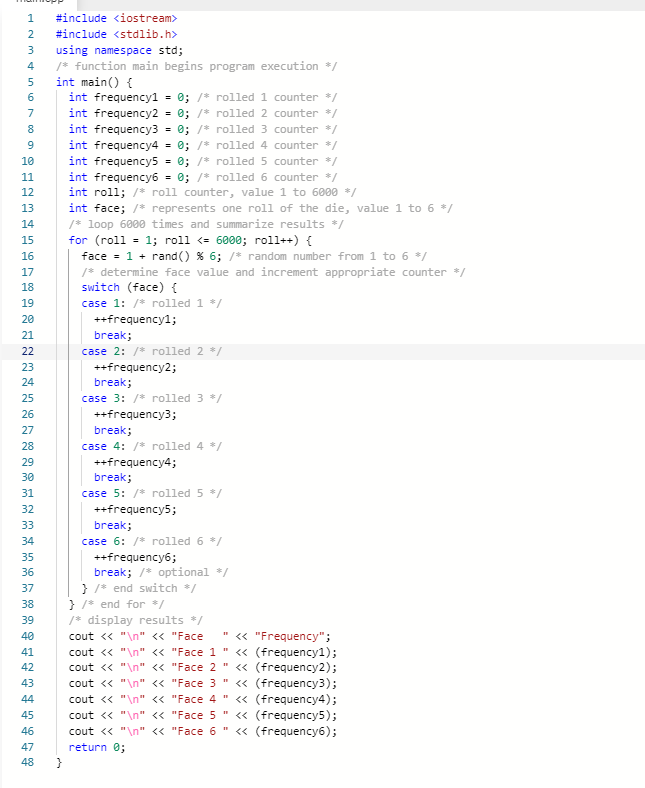 main.cpp
1 #include <iostream>
2 #include <stdlib.h>
3 using namespace std;
4 /* function main begins program execution */
5 int main() {
6 int frequency1 = 0; /* rolled 1 counter */
7 int frequency2 = 0; /* rolled 2 counter */
8 int frequency3 = 0; /* rolled 3 counter */
9 int frequency4 = 0; /* rolled 4 counter */
10 int frequency5 = 0; /* rolled 5 counter */
11 int frequency6 = 0; /* rolled 6 counter */
12 int roll; /* roll counter, value 1 to 6000 */
13 int face; /* represents one roll of the die, value 1 to 6 */
14 /* loop 6000 times and summarize results */
15 for (roll = 1; roll <= 6000; roll++) {
16 face = 1 + rand() % 6; /* random number from 1 to 6 */
17 /* determine face value and increment appropriate counter */
18 switch (face) {
19 case 1: /* rolled 1 */
20 ++frequency1;
21 break;
22 case 2: /* rolled 2 */
23 ++frequency2;
24 break;
25 case 3: /* rolled 3 */
26 ++frequency3;
27 break;
28 case 4: /* rolled 4 */
29 ++frequency4;
30 break;
31 case 5: /* rolled 5 */
32 ++frequency5;
33 break;
34 case 6: /* rolled 6 */
35 ++frequency6;
36 break; /* optional */
37 } /* end switch */
38 } /* end for */
39 /* display results */
40 cout << "\n" << "Face   " << "Frequency";
41 cout << "\n" << "Face 1 " << (frequency1);
42 cout << "\n" << "Face 2 " << (frequency2);
43 cout << "\n" << "Face 3 " << (frequency3);
44 cout << "\n" << "Face 4 " << (frequency4);
45 cout << "\n" << "Face 5 " << (frequency5);
46 cout << "\n" << "Face 6 " << (frequency6);
47 return 0;
48 }